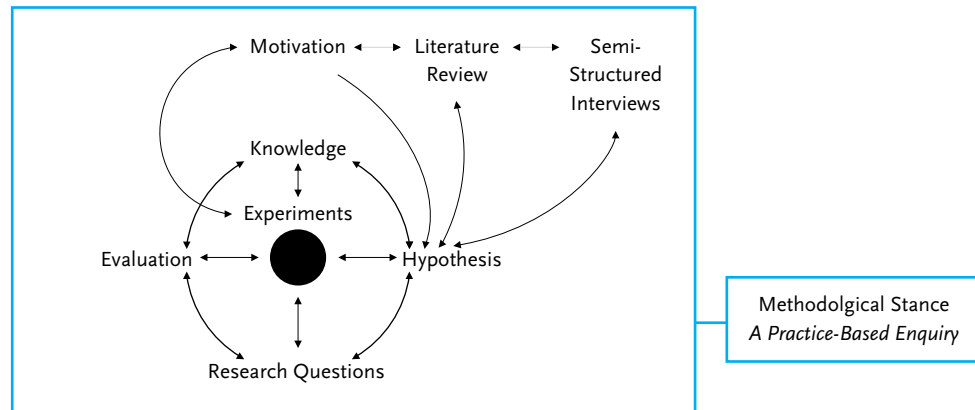 Motivation
Literature
Review
Semi-
Structured
Interviews
Knowledge
Experiments
Evaluation
Hypothesis
Research Questions
Methodolgical Stance
A Practice-Based Enquiry